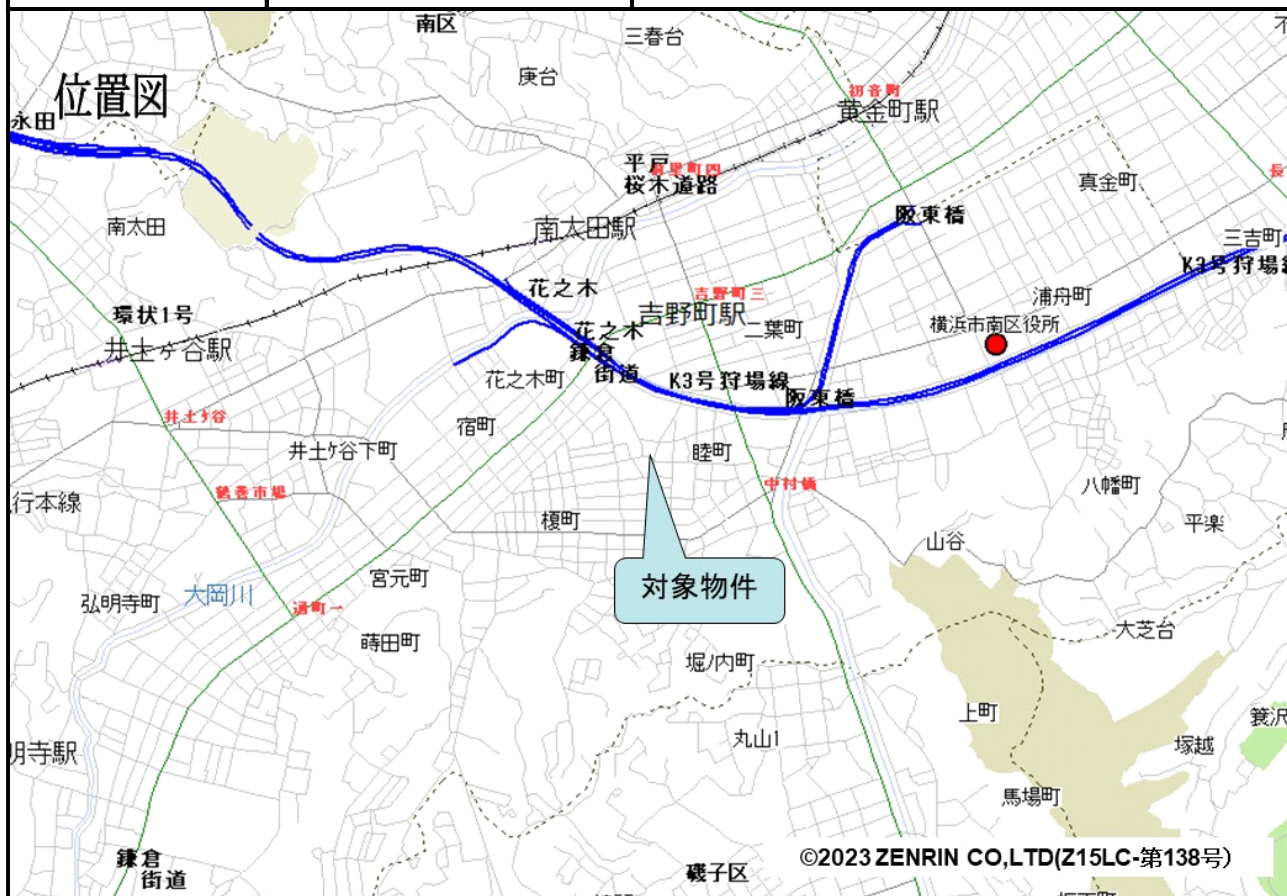 南区
三春台
庚台
位置図
初音町
黄金町駅
永田
平戸
桜木道路
真金町
南太田
南太田駅
阪東橋
三吉町
K3号狩場線
花之木
吉野町三
浦舟町
環状1号
吉野町駅
二葉町
横浜市南区役所
花之木
鎌倉
街道
井土ヶ谷駅
花之木町
K3号狩場線
阪東橋
井土ケ谷
宿町
井土ケ谷下町
睦町
中村橋
八幡町
行本線
榎町
平楽
山谷
対象物件
宮元町
弘明寺町
大岡川
通町一
大芝台
蒔田町
堀ノ内町
上町
簑沢
丸山1
塚越
明寺駅
馬場町
©2023 ZENRIN CO,LTD(Z15LC-第138号)
鎌倉
街道
磯子区